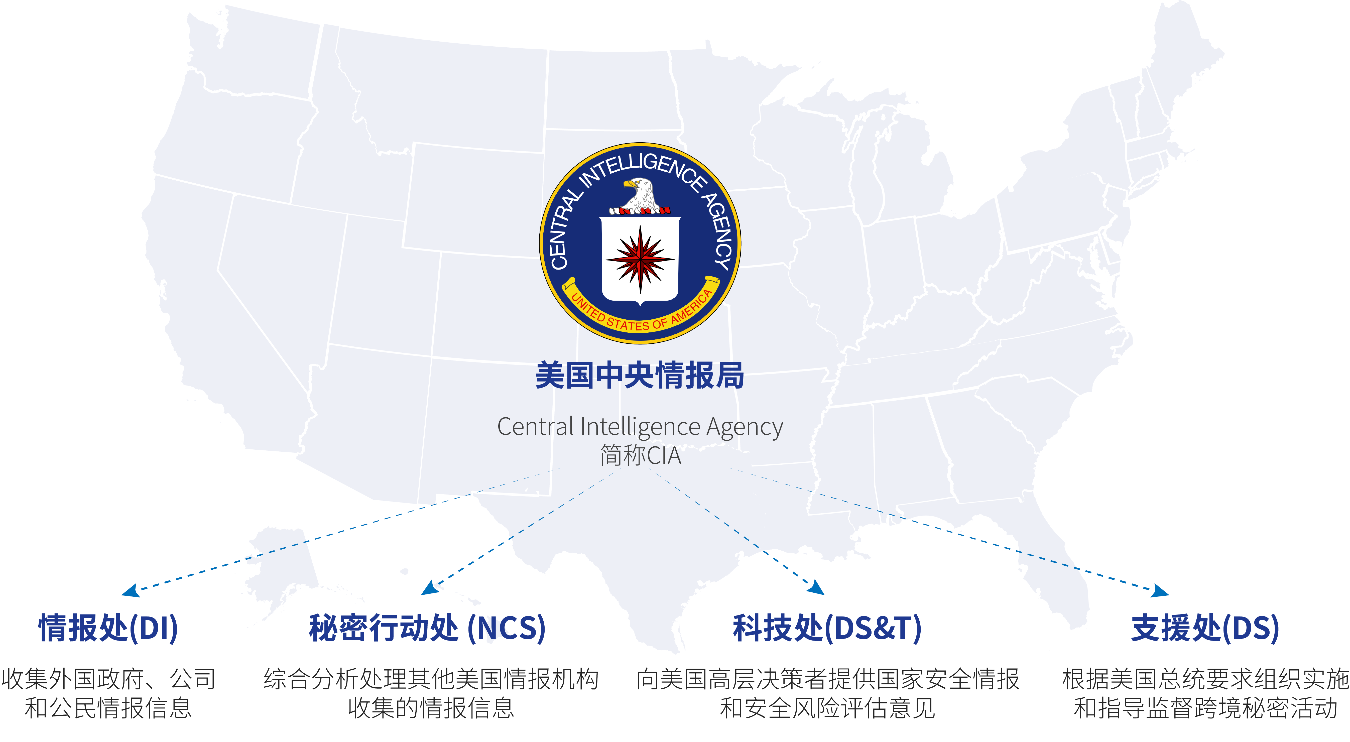 CENTRAL INTELLIGENCE AGENCY
UNITED STATES OF AMERICA
美国中央情报局
Central Intelligence Agency
简称CIA
情报处(DI)
收集外国政府、公司
和公民情报信息
秘密行动处 (NCS)
综合分析处理其他美国情报机构
收集的情报信息
科技处(DS&T)
向美国高层决策者提供国家安全情报
和安全风险评估意见
支援处(DS)
根据美国总统要求组织实施
和指导监督跨境秘密活动